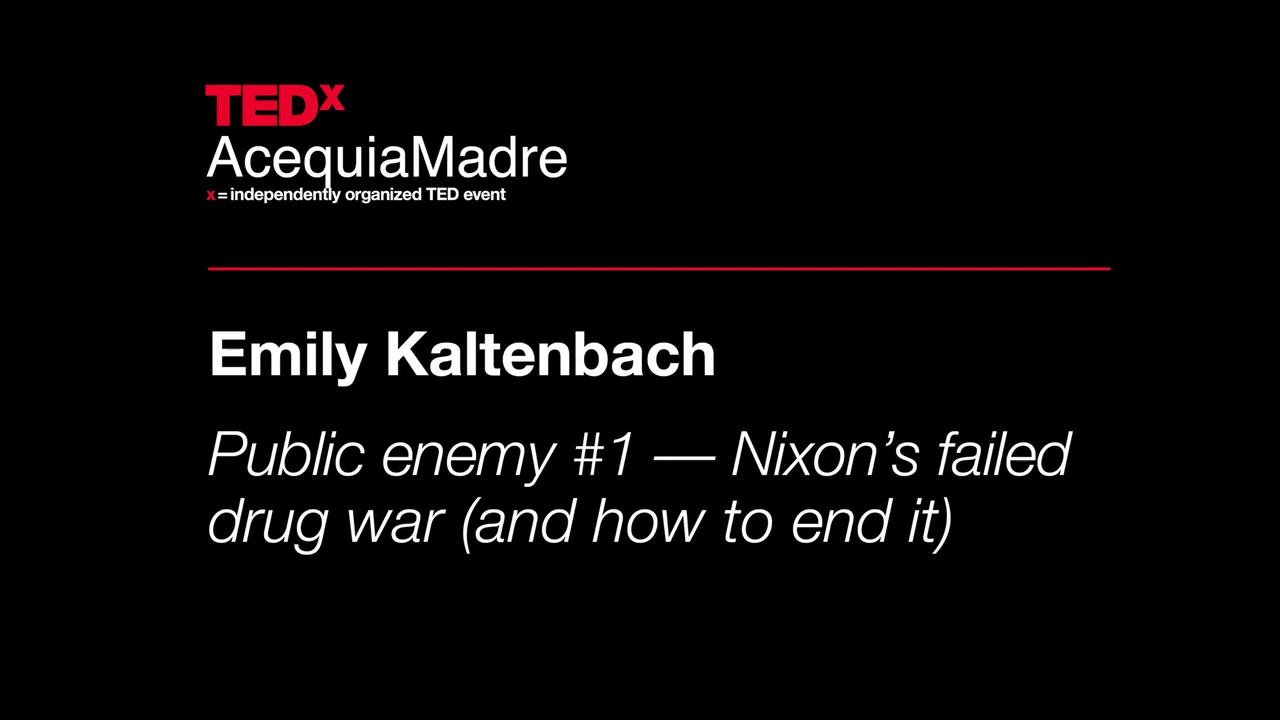 TEDx
AcequiaMadre
x=independently organized TED event
Emily Kaltenbach
Public enemy #1 — Nixon’s failed
drug war (and how to end it)